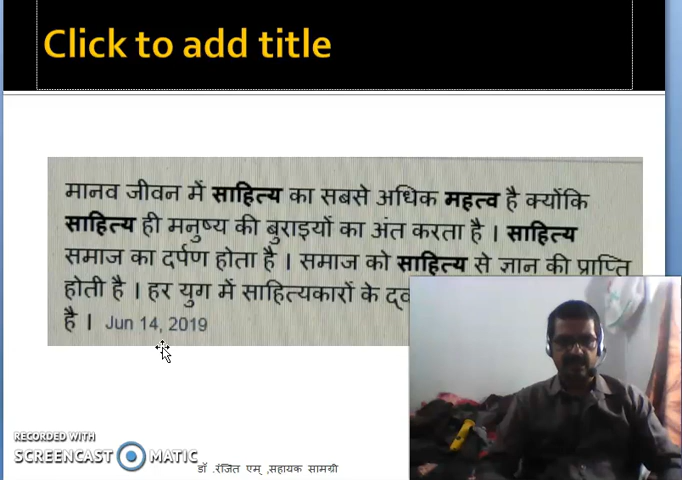 Click to add title
मानव जीवन में साहित्य का सबसे अधिक महत्व है क्योंकि
साहित्य ही मनुष्य की बुराइयों का अंत करता है । साहित्य
समाज का दर्पण होता है । समाज को साहित्य से ज्ञान की प्राप्ति
होती है । हर युग में साहित्यकारों के
है । Jun 14, 2019
RECORDED WITH
SCREENCAST MATIC
डॉ .रंजित एम् ,सहायक सामग्री